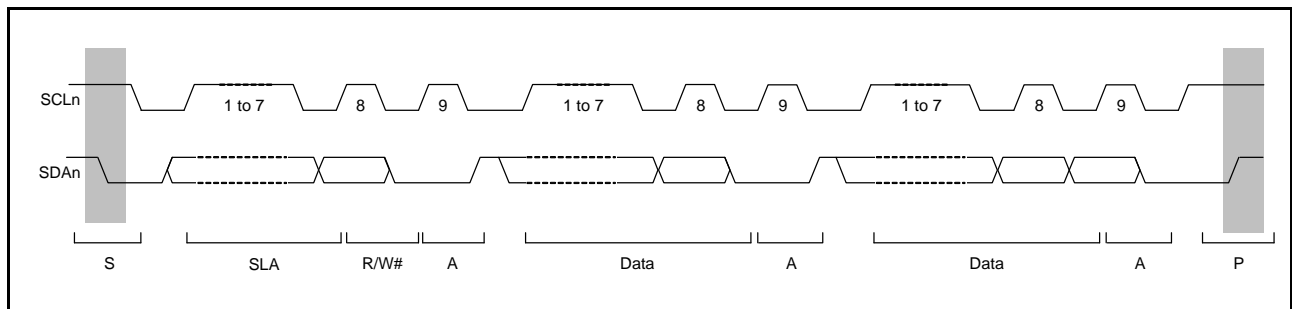 SCLn
1 to 7 8 9 1 to 7 8 9 1 to 7 8 9
SDAn
S SLA R/W# A Data A Data A P